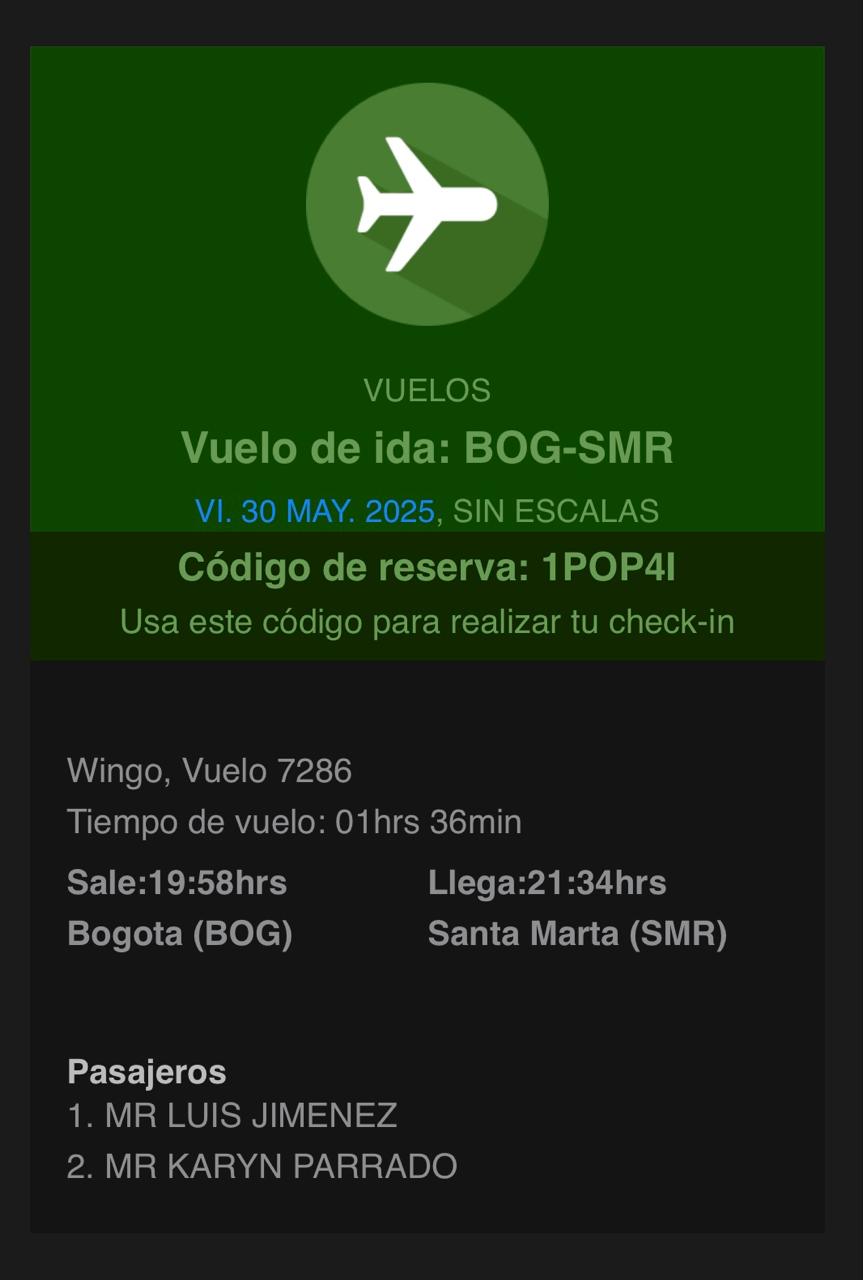 VUELOS
Vuelo de ida: BOG-SMR
VI. 30 MAY. 2025, SIN ESCALAS
Código de reserva: 1POP4I
Usa este código para realizar tu check-in
Wingo, Vuelo 7286
Tiempo de vuelo: 01hrs 36min
Sale:19:58hrs Llega:21:34hrs
Bogota (BOG) Santa Marta (SMR)
Pasajeros
1. MR LUIS JIMENEZ
2. MR KARYN PARRADO